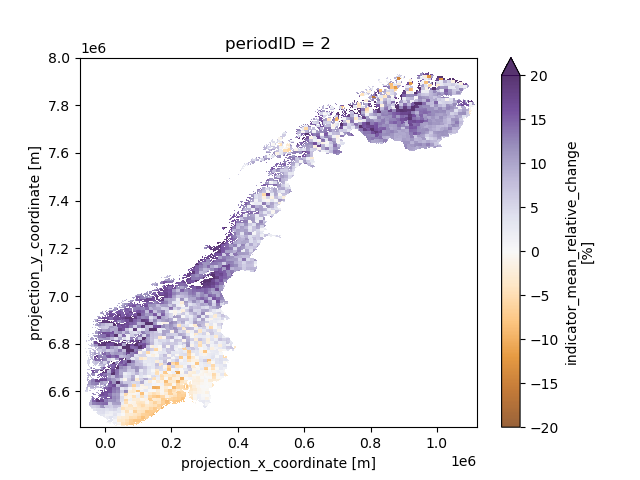 periodID = 2
1e6
8.0
7.8
7.6
7.4
7.2
7.0
6.8
6.6
projection_y_coordinate [m]
0.0 0.2 0.4 0.6 0.8 1.0
1e6
projection_x_coordinate [m]
20
15
10
5
0
−5
−10
−15
−20
indicator_mean_relative_change
[%]